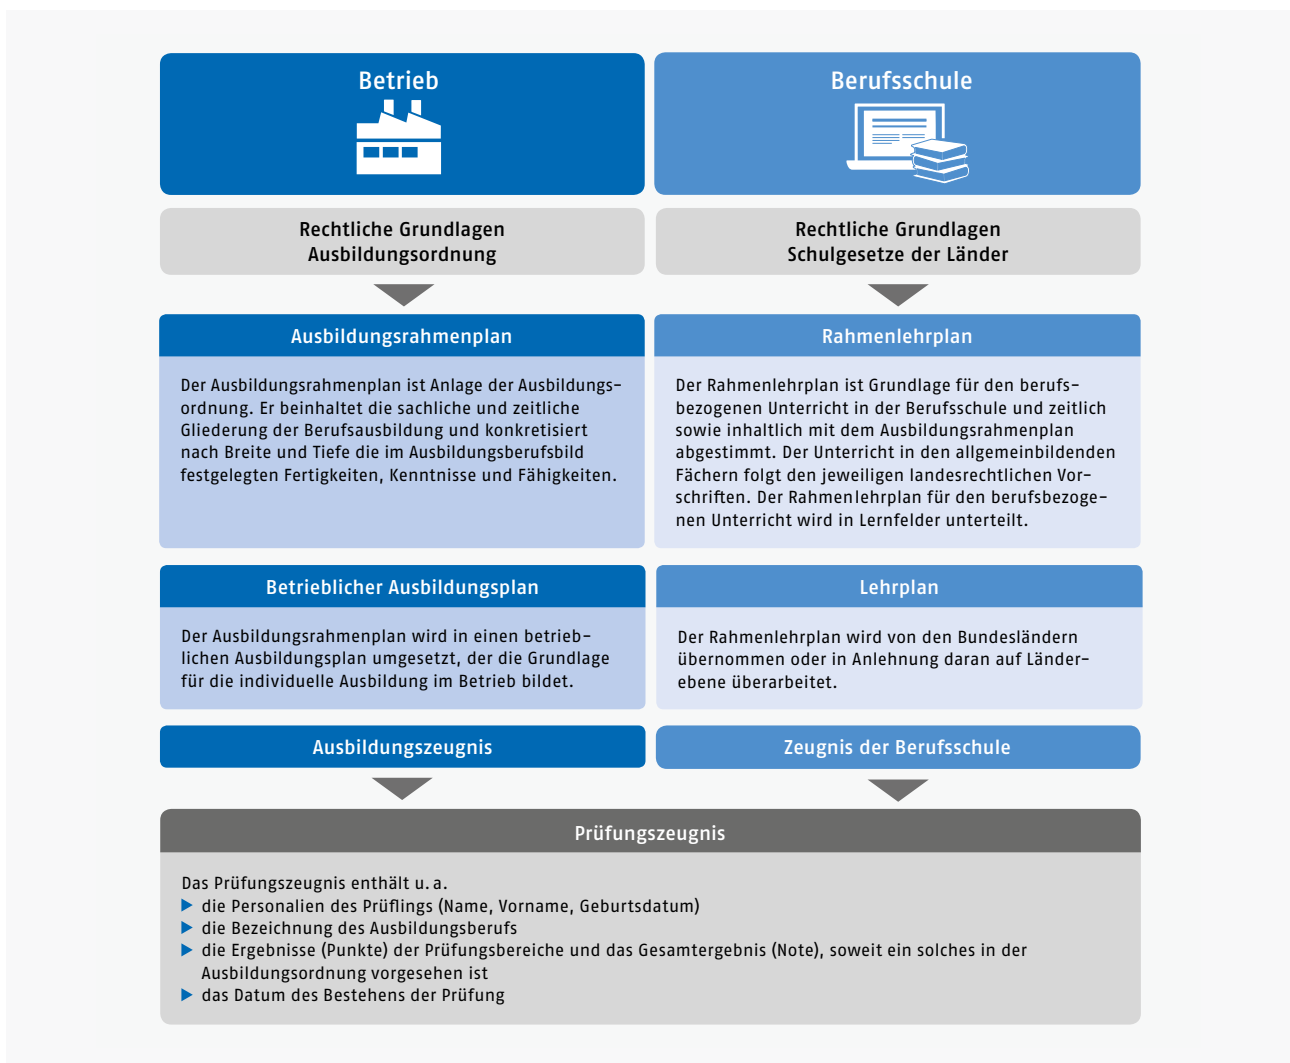 Betrieb
Rechtliche Grundlagen
Ausbildungsordnung
Ausbildungsrahmenplan
Der Ausbildungsrahmenplan ist Anlage der Ausbildungs-
ordnung. Er beinhaltet die sachliche und zeitliche
Gliederung der Berufsausbildung und konkretisiert
nach Breite und Tiefe die im Ausbildungsberufsbild
festgelegten Fertigkeiten, Kenntnisse und Fähigkeiten.
Betrieblicher Ausbildungsplan
Der Ausbildungsrahmenplan wird in einen betrieb-
lichen Ausbildungsplan umgesetzt, der die Grundlage
für die individuelle Ausbildung im Betrieb bildet.
Ausbildungszeugnis
Berufsschule
Rechtliche Grundlagen
Schulgesetze der Länder
Rahmenlehrplan
Der Rahmenlehrplan ist Grundlage für den berufs-
bezogenen Unterricht in der Berufsschule und zeitlich
sowie inhaltlich mit dem Ausbildungsrahmenplan
abgestimmt. Der Unterricht in den allgemeinbildenden
Fächern folgt den jeweiligen landesrechtlichen Vor-
schriften. Der Rahmenlehrplan für den berufsbezoge-
nen Unterricht wird in Lernfelder unterteilt.
Lehrplan
Der Rahmenlehrplan wird von den Bundesländern
übernommen oder in Anlehnung daran auf Länder-
ebene überarbeitet.
Zeugnis der Berufsschule
Prüfungszeugnis
Das Prüfungszeugnis enthält u. a.
▶ die Personalien des Prüflings (Name, Vorname, Geburtsdatum)
▶ die Bezeichnung des Ausbildungsberufs
▶ die Ergebnisse (Punkte) der Prüfungsbereiche und das Gesamtergebnis (Note), soweit ein solches in der
Ausbildungsordnung vorgesehen ist
▶ das Datum des Bestehens der Prüfung